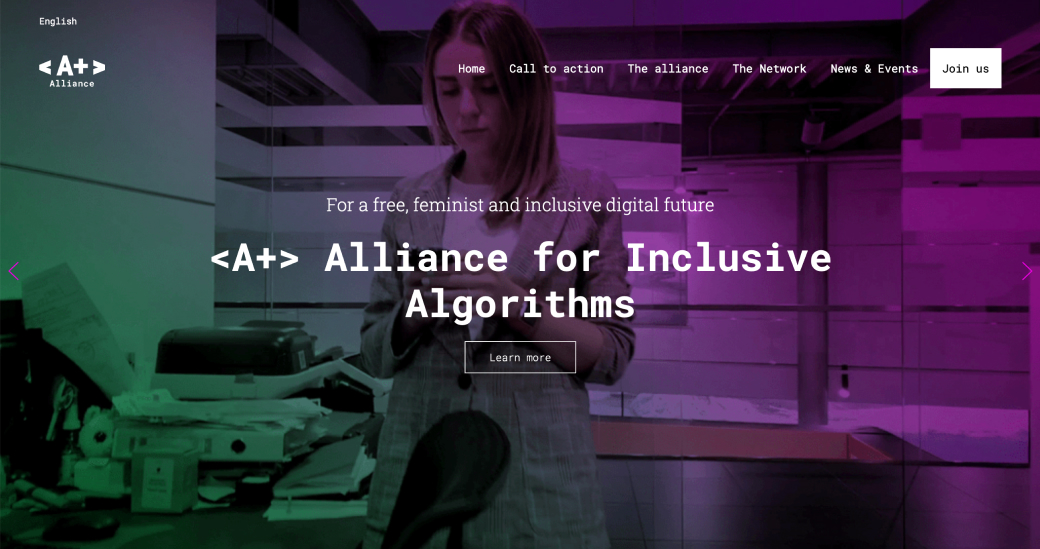 English
<A+>
Alliance
Home Call to action The alliance The Network News & Events Join us
For a free, feminist and inclusive digital future
<A+> Alliance for Inclusive
Algorithms
Learn more